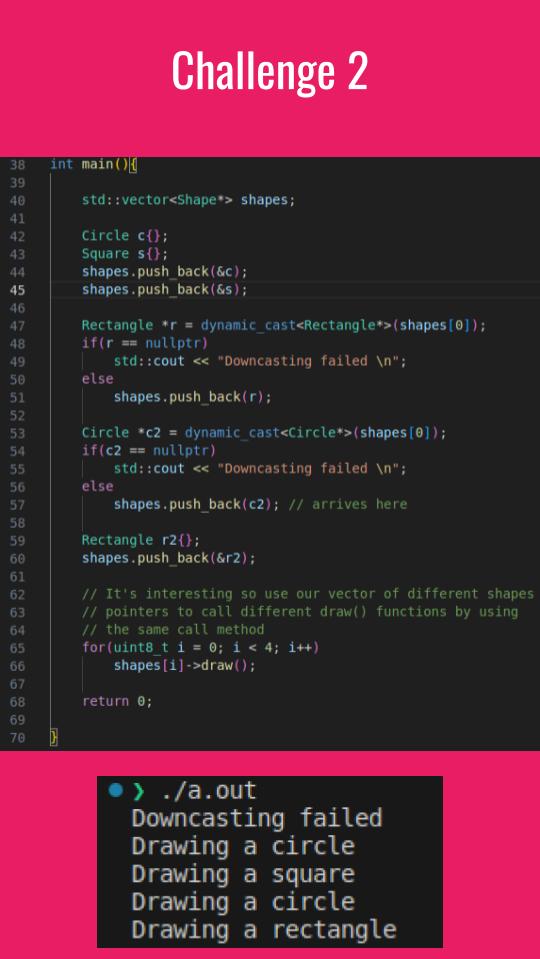 Challenge 2
38 int main(){
39
40 std::vector<Shape*> shapes;
41
42 Circle c{};
43 Square s{};
44 shapes.push_back(&c);
45 shapes.push_back(&s);
46
47 Rectangle *r = dynamic_cast<Rectangle*>(shapes[0]);
48 if(r == nullptr)
49 std::cout << "Downcasting failed \n";
50 else
51 shapes.push_back(r);
52
53 Circle *c2 = dynamic_cast<Circle*>(shapes[0]);
54 if(c2 == nullptr)
55 std::cout << "Downcasting failed \n";
56 else
57 shapes.push_back(c2); // arrives here
58
59 Rectangle r2{};
60 shapes.push_back(&r2);
61
62 // It's interesting so use our vector of different shapes
63 // pointers to call different draw() functions by using
64 // the same call method
65 for(uint8_t i = 0; i < 4; i++)
66 shapes[i]->draw();
67
68 return 0;
69
70 }
❯ ./a.out
Downcasting failed
Drawing a circle
Drawing a square
Drawing a circle
Drawing a rectangle